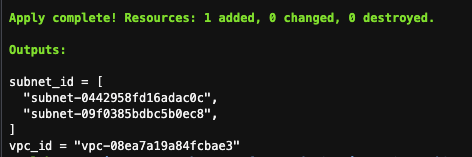 Apply complete! Resources: 1 added, 0 changed, 0 destroyed.
Outputs:
subnet_id = [
  "subnet-0442958fd16adac0c",
  "subnet-09f0385bdbc5b0ec8",
]
vpc_id = "vpc-08ea7a19a84fcbae3"